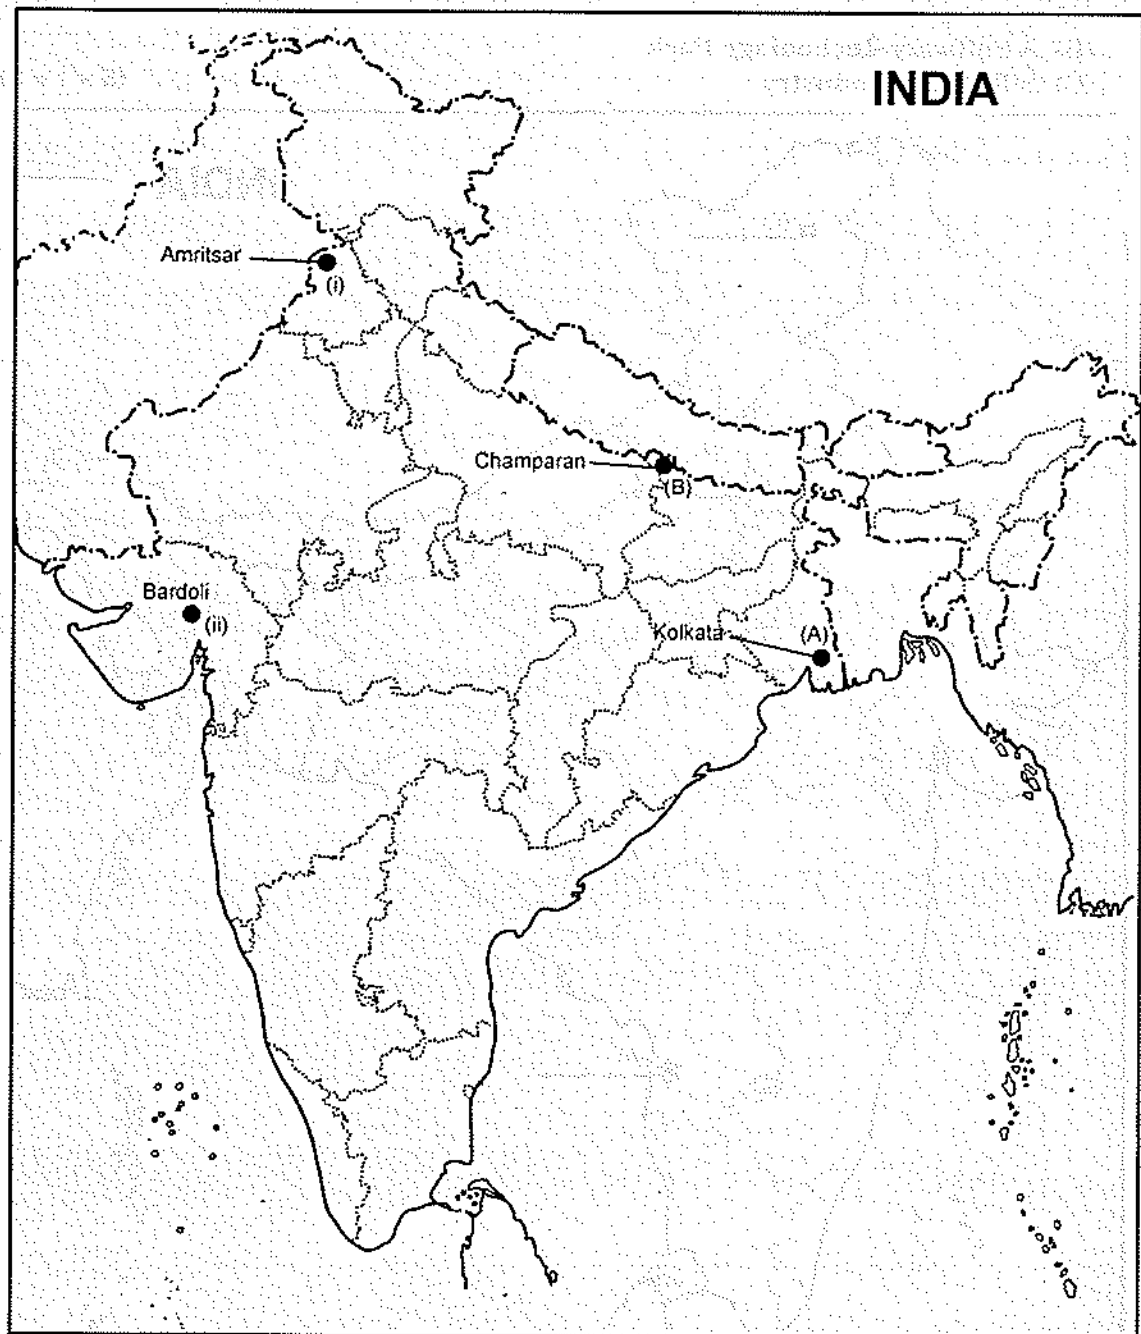 INDIA
Amritsar
(i)
Champaran
(B)
Bardoli
(ii)
Kolkata
(A)